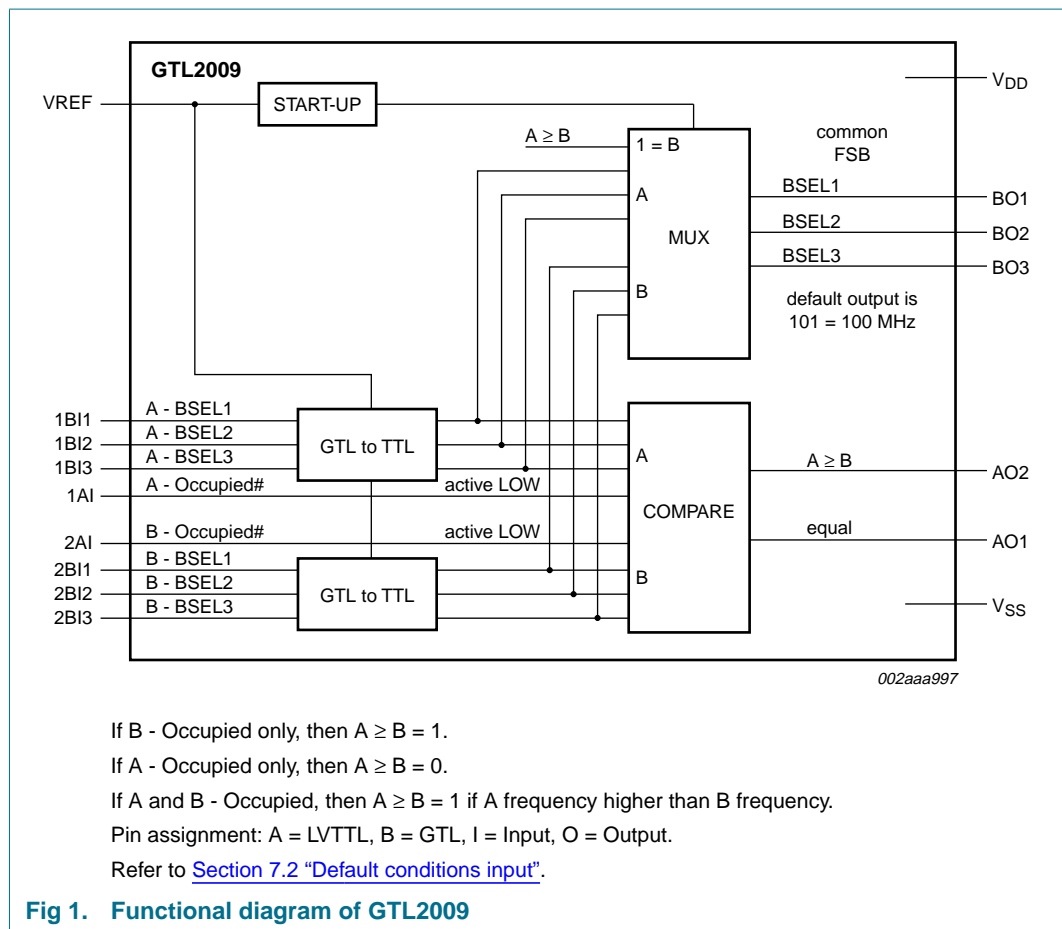 GTL2009
VREF
START-UP
V_DD
A ≥ B
1 = B
common
FSB
A
MUX
B
BSEL1
BO1
BSEL2
BO2
BSEL3
BO3
default output is
101 = 100 MHz
1BI1
A - BSEL1
1BI2
A - BSEL2
1BI3
A - BSEL3
GTL to TTL
1AI
A - Occupied#
active LOW
2AI
B - Occupied#
active LOW
2BI1
B - BSEL1
2BI2
B - BSEL2
2BI3
B - BSEL3
GTL to TTL
A
COMPARE
B
A ≥ B
AO2
equal
AO1
V_SS
002aaa997
If B - Occupied only, then A ≥ B = 1.
If A - Occupied only, then A ≥ B = 0.
If A and B - Occupied, then A ≥ B = 1 if A frequency higher than B frequency.
Pin assignment: A = LVTTL, B = GTL, I = Input, O = Output.
Refer to Section 7.2 “Default conditions input”.
Fig 1. Functional diagram of GTL2009